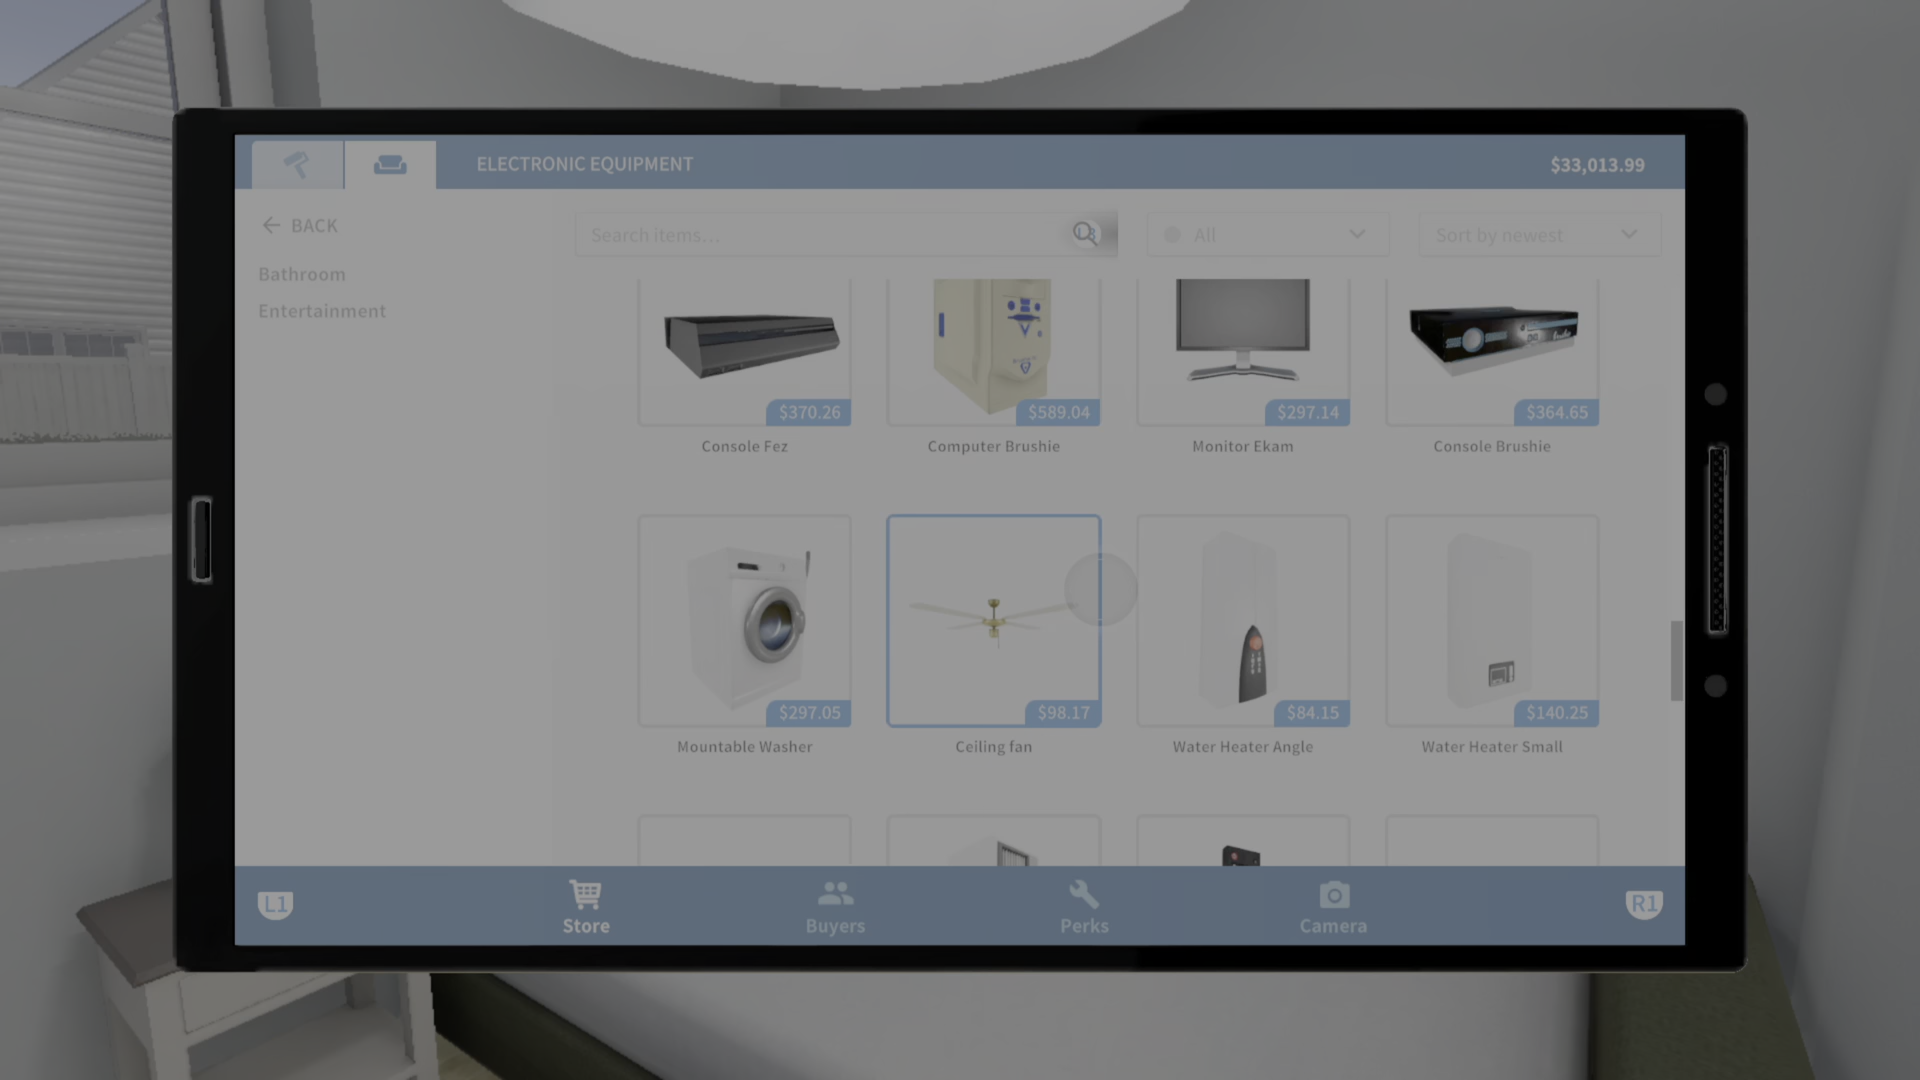 ELECTRONIC EQUIPMENT
$33,013.99
BACK
Search items...
All
Sort by newest
Bathroom
Entertainment
$370.26
$589.04
$297.14
$364.65
Console Fez
Computer Brushie
Monitor Ekam
Console Brushie
$297.05
$98.17
$84.15
$140.25
Mountable Washer
Ceiling fan
Water Heater Angle
Water Heater Small
L1
Store
Buyers
Perks
Camera
R1